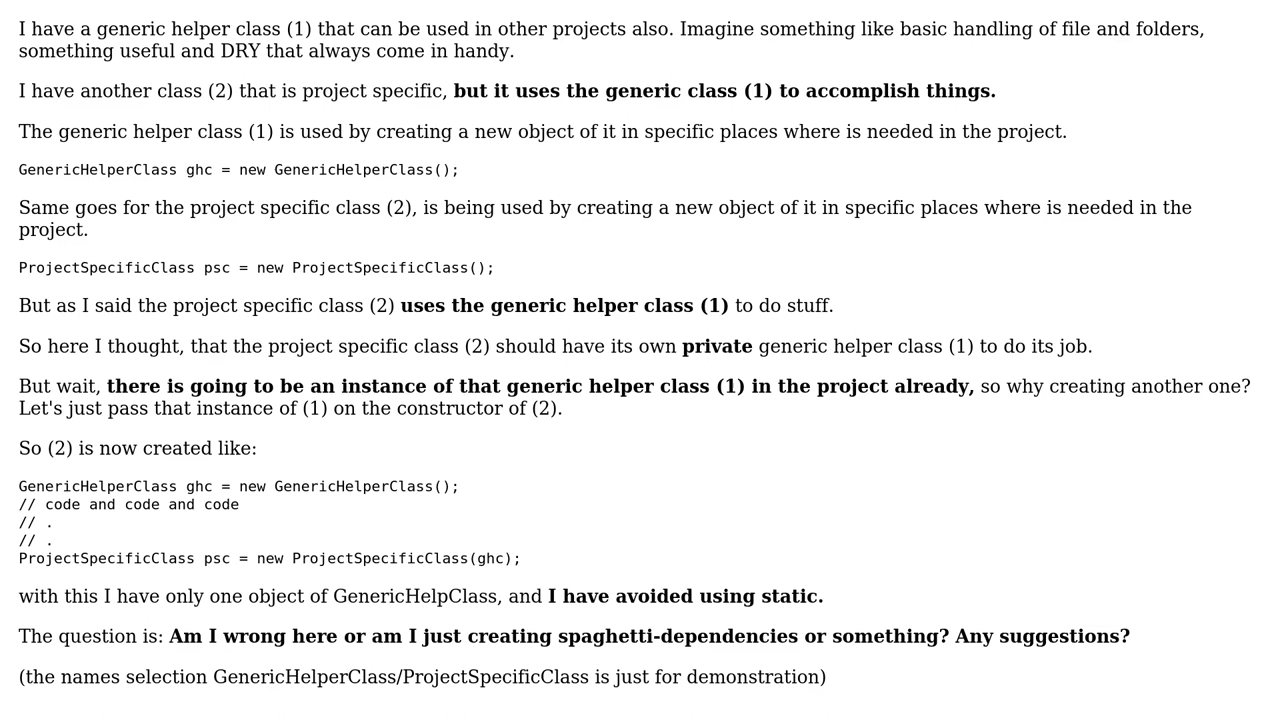 I have a generic helper class (1) that can be used in other projects also. Imagine something like basic handling of file and folders,
something useful and DRY that always come in handy.
I have another class (2) that is project specific, but it uses the generic class (1) to accomplish things.
The generic helper class (1) is used by creating a new object of it in specific places where is needed in the project.
GenericHelperClass ghc = new GenericHelperClass();
Same goes for the project specific class (2), is being used by creating a new object of it in specific places where is needed in the
project.
ProjectSpecificClass psc = new ProjectSpecificClass();
But as I said the project specific class (2) uses the generic helper class (1) to do stuff.
So here I thought, that the project specific class (2) should have its own private generic helper class (1) to do its job.
But wait, there is going to be an instance of that generic helper class (1) in the project already, so why creating another one?
Let's just pass that instance of (1) on the constructor of (2).
So (2) is now created like:
GenericHelperClass ghc = new GenericHelperClass();
// code and code and code
// .
// .
ProjectSpecificClass psc = new ProjectSpecificClass(ghc);
with this I have only one object of GenericHelpClass, and I have avoided using static.
The question is: Am I wrong here or am I just creating spaghetti-dependencies or something? Any suggestions?
(the names selection GenericHelperClass/ProjectSpecificClass is just for demonstration)